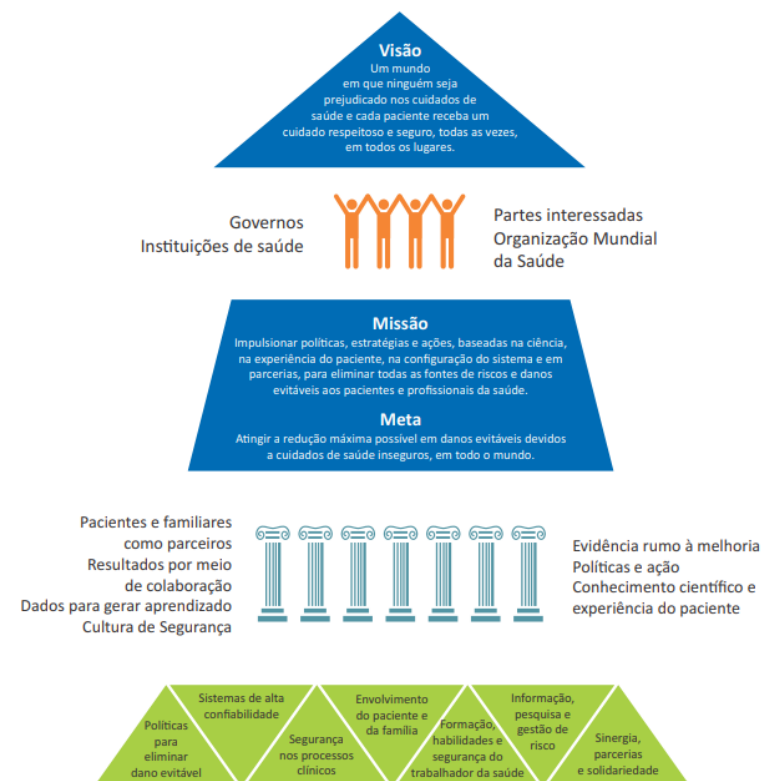 Visão
Um mundo
em que ninguém seja
prejudicado nos cuidados de
saúde e cada paciente receba um
cuidado respeitoso e seguro, todas as vezes,
em todos os lugares.
Governos
Instituições de saúde
Partes interessadas
Organização Mundial
da Saúde
Missão
Impulsionar políticas, estratégias e ações, baseadas na ciência,
na experiência do paciente, na configuração do sistema e em
parcerias, para eliminar todas as fontes de riscos e danos
evitáveis aos pacientes e profissionais da saúde.
Meta
Atingir a redução máxima possível em danos evitáveis devidos
a cuidados de saúde inseguros, em todo o mundo.
Pacientes e familiares
como parceiros
Resultados por meio
de colaboração
Dados para gerar aprendizado
Cultura de Segurança
Evidência rumo à melhoria
Políticas e ação
Conhecimento científico e
experiência do paciente
Políticas
para
eliminar
dano evitável
Sistemas de alta
confiabilidade
Segurança
nos processos
clínicos
Envolvimento
do paciente e
da família
Formação,
habilidades e
segurança do
trabalhador da saúde
Informação,
pesquisa e
gestão de
risco
Sinergia,
parcerias
e solidariedade